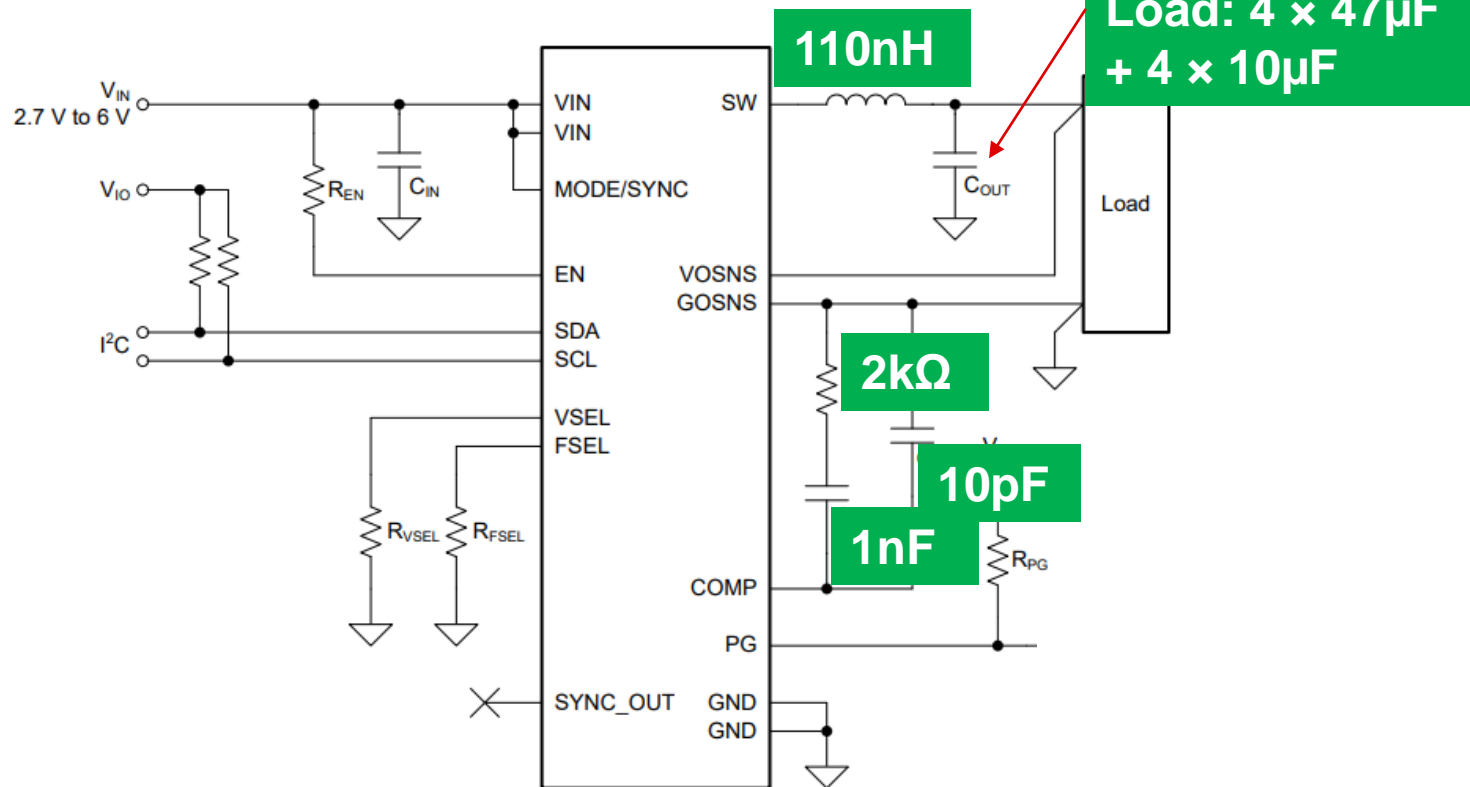 Load: 4 × 47µF
+ 4 × 10µF
110nH
VIN
2.7 V to 6 V
VIN
VIN
SW
MODE/SYNC
REN
CIN
COUT
Load
VIO
EN
VOSNS
GOSNS
I²C
SDA
SCL
2kΩ
VSEL
FSEL
10pF
1nF
RVSEL
RFSEL
RPG
COMP
PG
SYNC_OUT
GND
GND